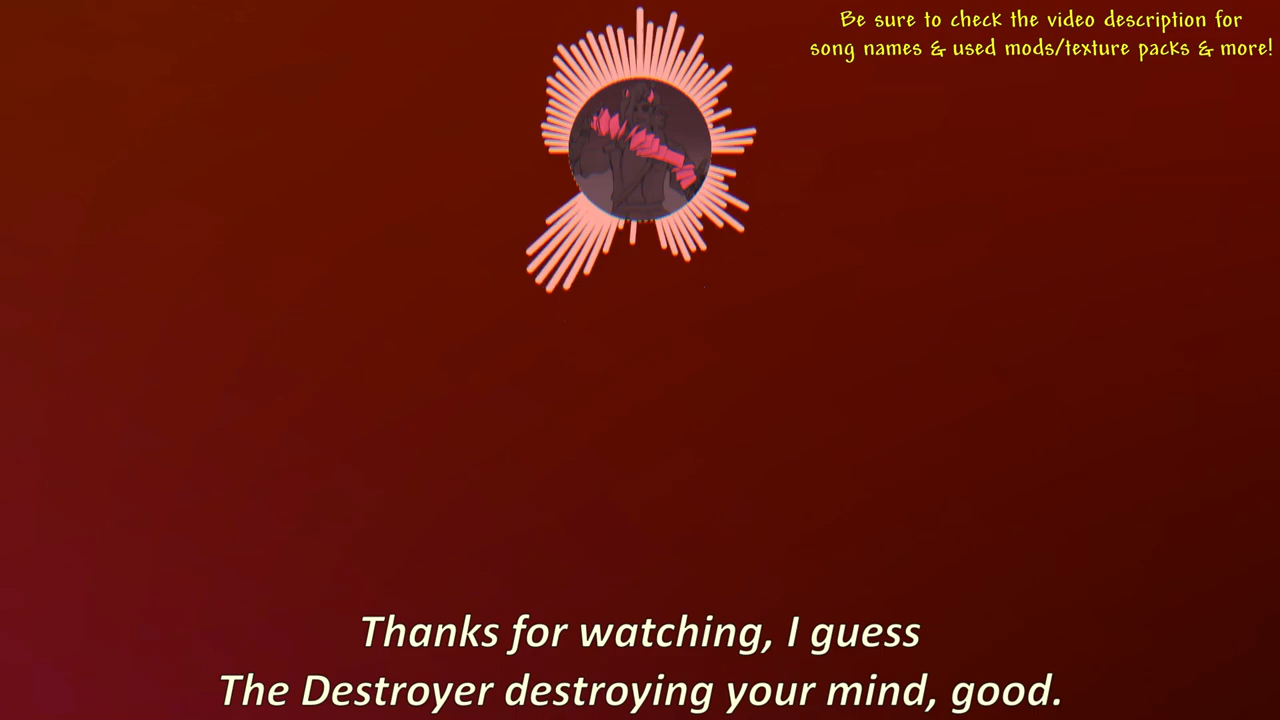 Be sure to check the video description for
song names & used mods/texture packs & more!
Thanks for watching, I guess
The Destroyer destroying your mind, good.